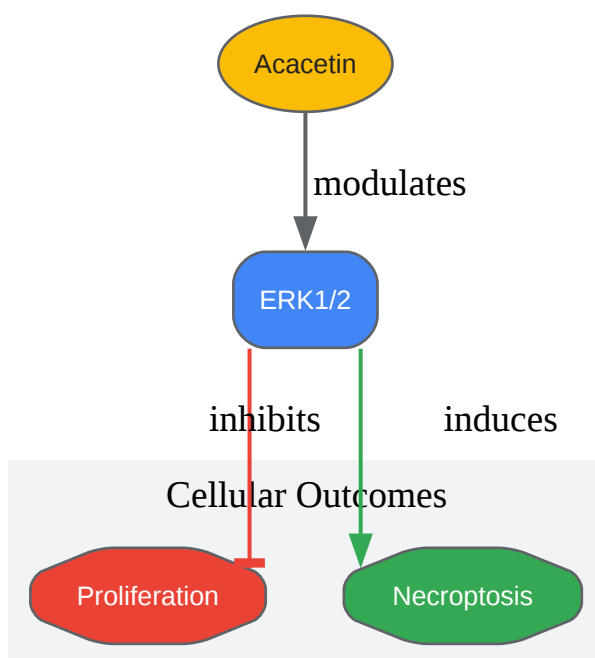 Acacetin
modulates
ERK1/2
inhibits
induces
Cellular Outcomes
Proliferation
Necroptosis